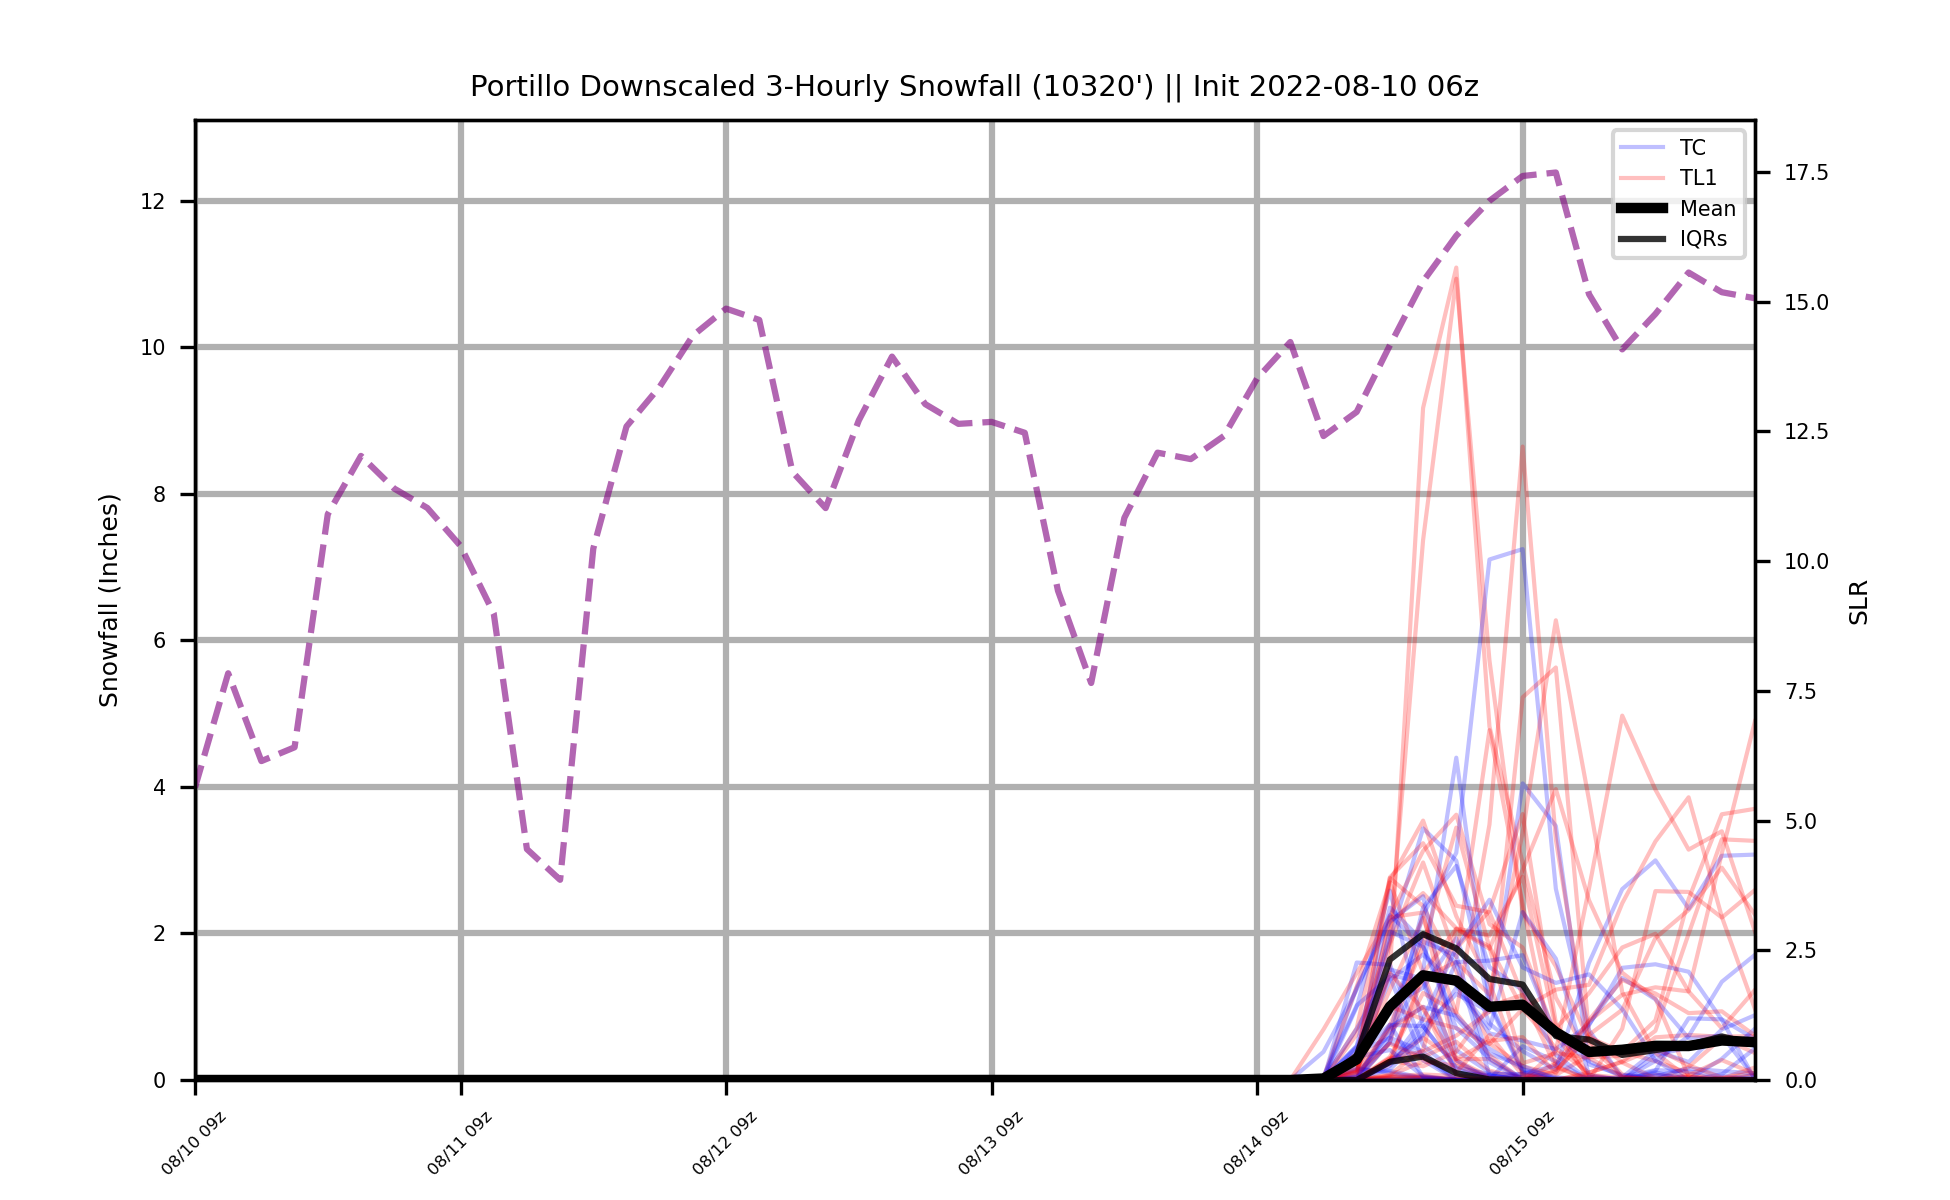 Portillo Downscaled 3-Hourly Snowfall (10320') || Init 2022-08-10 06z
TC
TL1
Mean
IQRs
Snowfall (Inches)
12
10
8
6
4
2
0
17.5
15.0
12.5
10.0
7.5
5.0
2.5
0.0
SLR
08/10 09z
08/11 09z
08/12 09z
08/13 09z
08/14 09z
08/15 09z